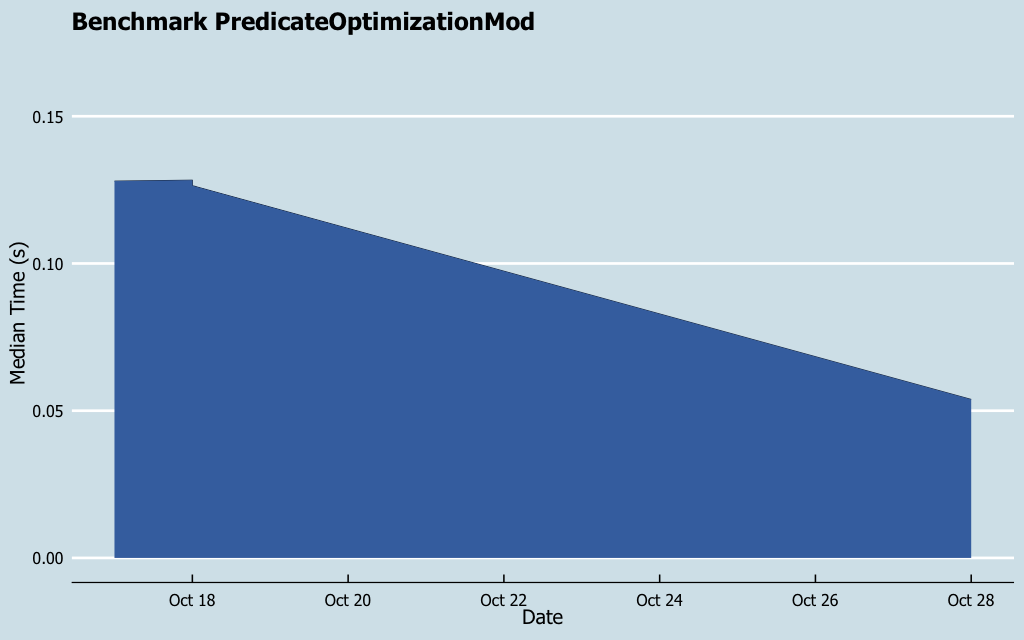 Benchmark PredicateOptimizationMod
0.15
0.10
0.05
0.00
Median Time (s)
Oct 18 Oct 20 Oct 22 Oct 24 Oct 26 Oct 28
Date